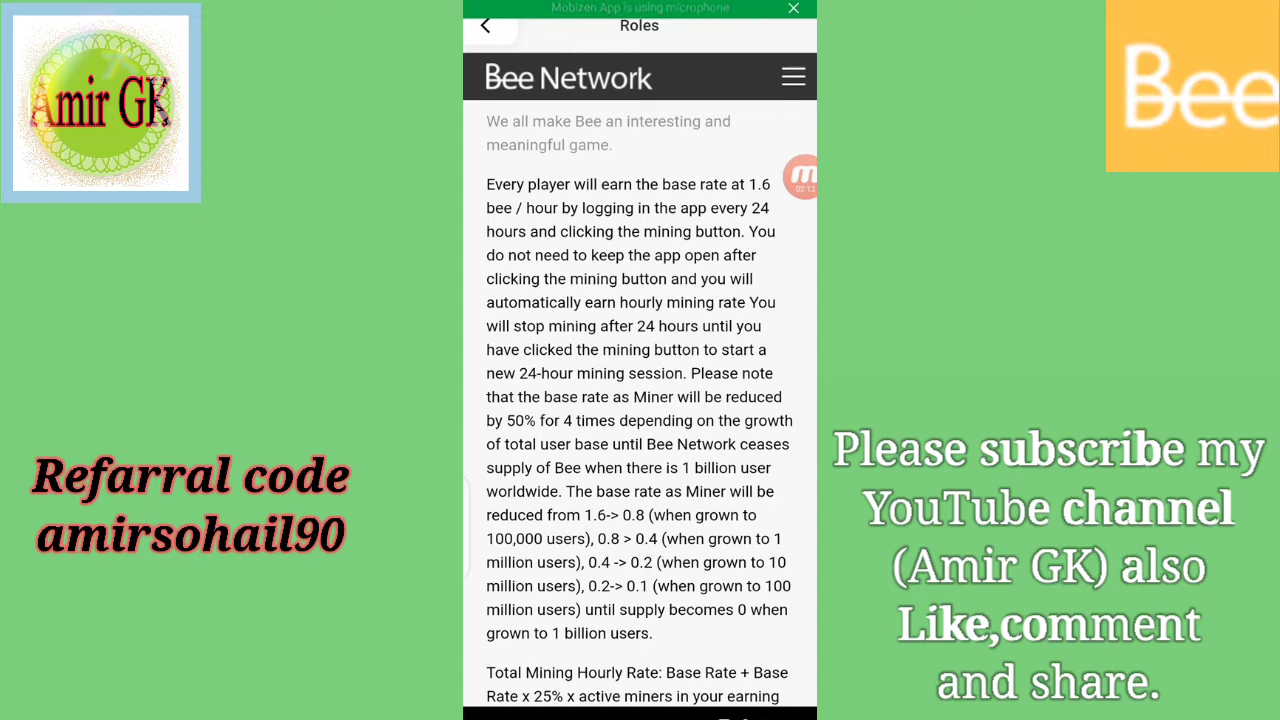 Amir GK
Mobizen App is using microphone
Roles
Bee Network
We all make Bee an interesting and
meaningful game.
Every player will earn the base rate at 1.6
bee / hour by logging in the app every 24
hours and clicking the mining button. You
do not need to keep the app open after
clicking the mining button and you will
automatically earn hourly mining rate You
will stop mining after 24 hours until you
have clicked the mining button to start a
new 24-hour mining session. Please note
that the base rate as Miner will be reduced
by 50% for 4 times depending on the growth
of total user base until Bee Network ceases
supply of Bee when there is 1 billion user
worldwide. The base rate as Miner will be
reduced from 1.6-> 0.8 (when grown to
100,000 users), 0.8 > 0.4 (when grown to 1
million users), 0.4 -> 0.2 (when grown to 10
million users), 0.2-> 0.1 (when grown to 100
million users) until supply becomes 0 when
grown to 1 billion users.
Total Mining Hourly Rate: Base Rate + Base
Rate x 25% x active miners in your earning
m
02:12
Bee
Refarral code
amirsohail90
Please subscribe my
YouTube channel
(Amir GK) also
Like,comment
and share.